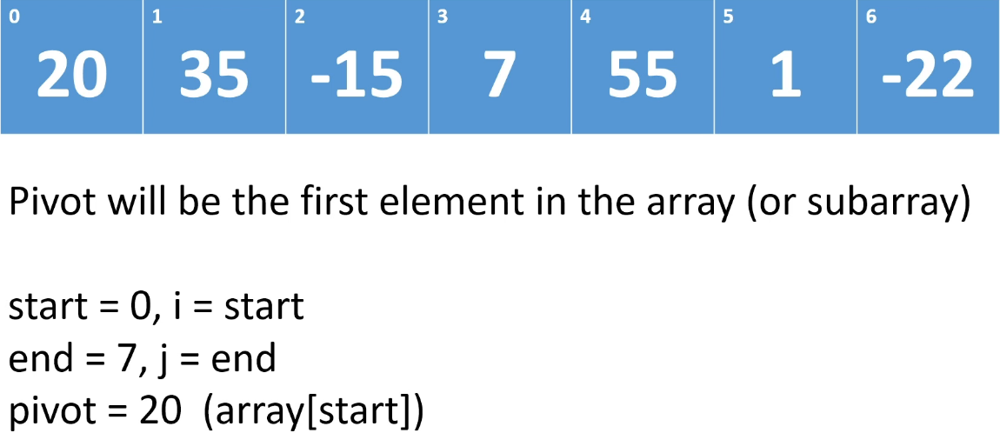 0 1 2 3 4 5 6
20 35 -15 7 55 1 -22
Pivot will be the first element in the array (or subarray)
start = 0, i = start
end = 7, j = end
pivot = 20 (array[start])